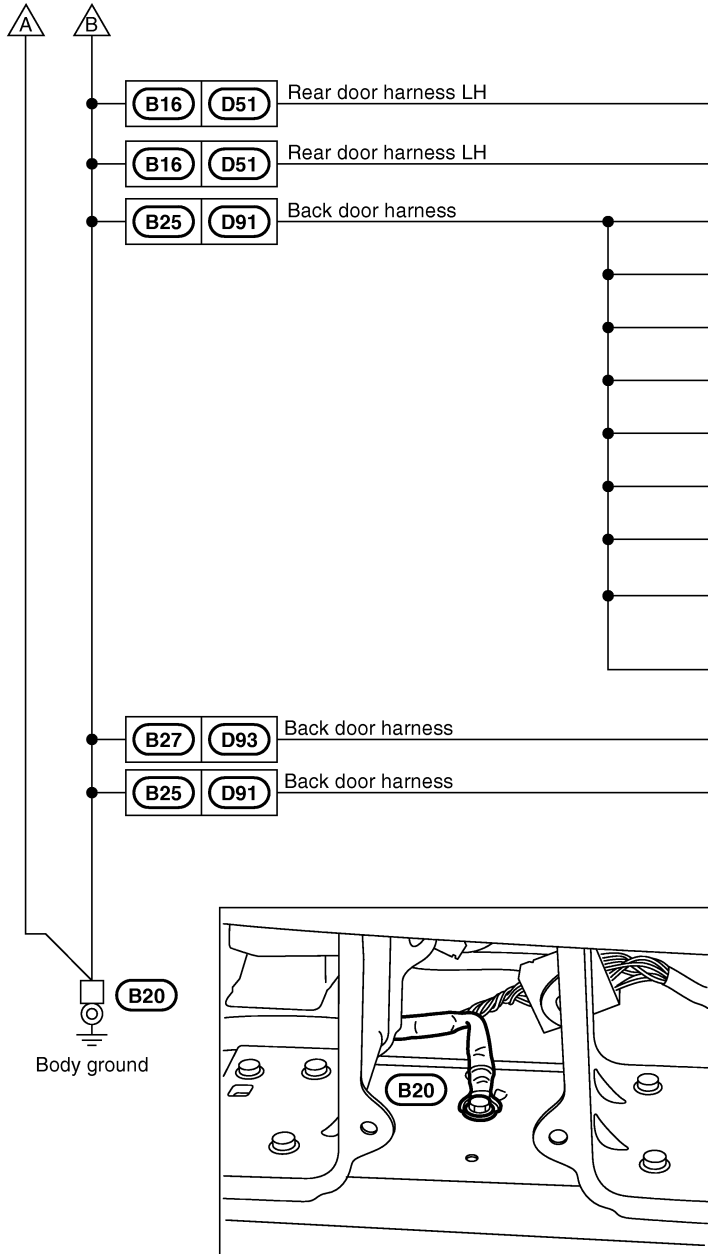 A B
B16 D51 Rear door harness LH
B16 D51 Rear door harness LH
B25 D91 Back door harness
B27 D93 Back door harness
B25 D91 Back door harness
B20
Body ground
B20